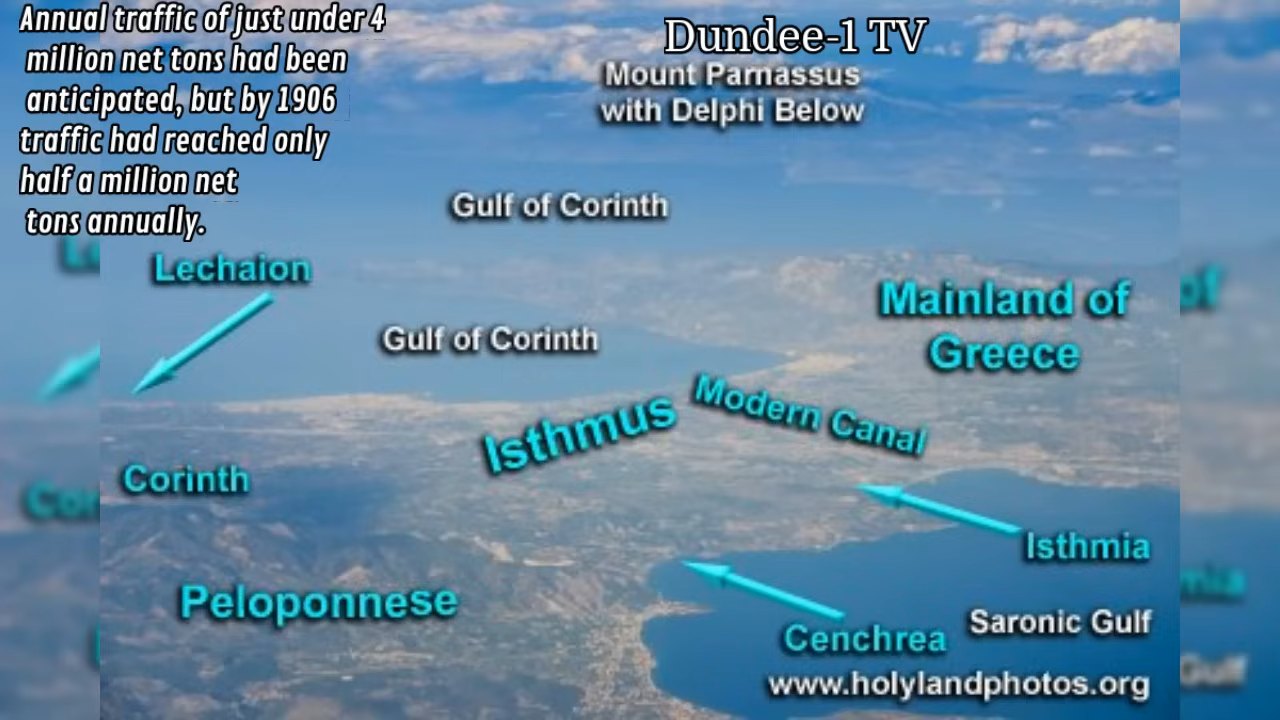 Annual traffic of just under 4
million net tons had been
anticipated, but by 1906
traffic had reached only
half a million net
tons annually.
Dundee-1 TV
Mount Parnassus
with Delphi Below
Gulf of Corinth
Lechaion
Mainland of
Greece
Gulf of Corinth
Isthmus
Modern Canal
Corinth
Isthmia
Peloponnese
Saronic Gulf
Cenchrea
www.holylandphotos.org